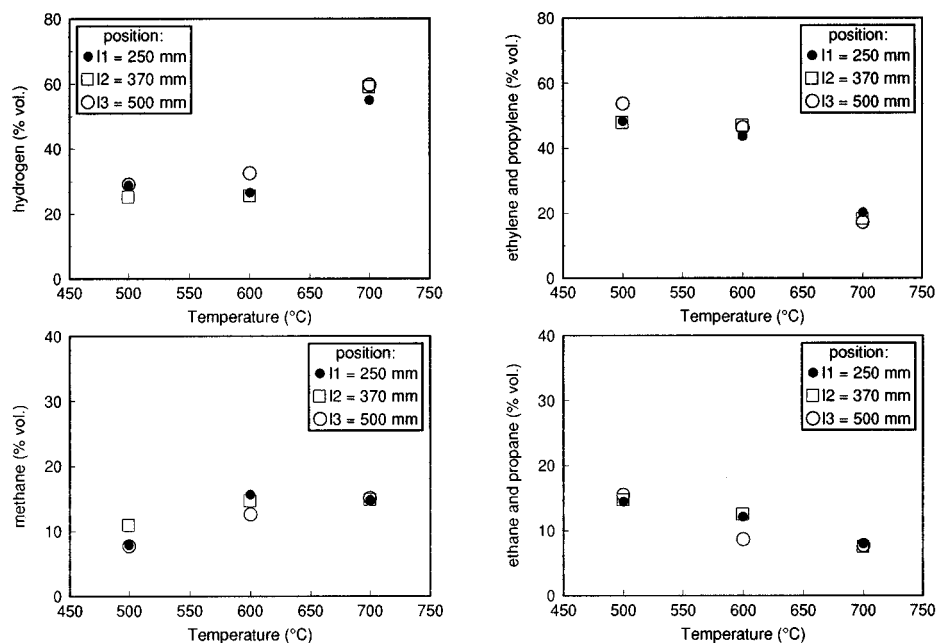 hydrogen (% vol.)
80
60
40
20
0
position:
l1 = 250 mm
l2 = 370 mm
l3 = 500 mm
450 500 550 600 650 700 750
Temperature (°C)
ethylene and propylene (% vol.)
80
60
40
20
0
position:
l1 = 250 mm
l2 = 370 mm
l3 = 500 mm
450 500 550 600 650 700 750
Temperature (°C)
methane (% vol.)
40
30
20
10
0
position:
l1 = 250 mm
l2 = 370 mm
l3 = 500 mm
450 500 550 600 650 700 750
Temperature (°C)
ethane and propane (% vol.)
40
30
20
10
0
position:
l1 = 250 mm
l2 = 370 mm
l3 = 500 mm
450 500 550 600 650 700 750
Temperature (°C)